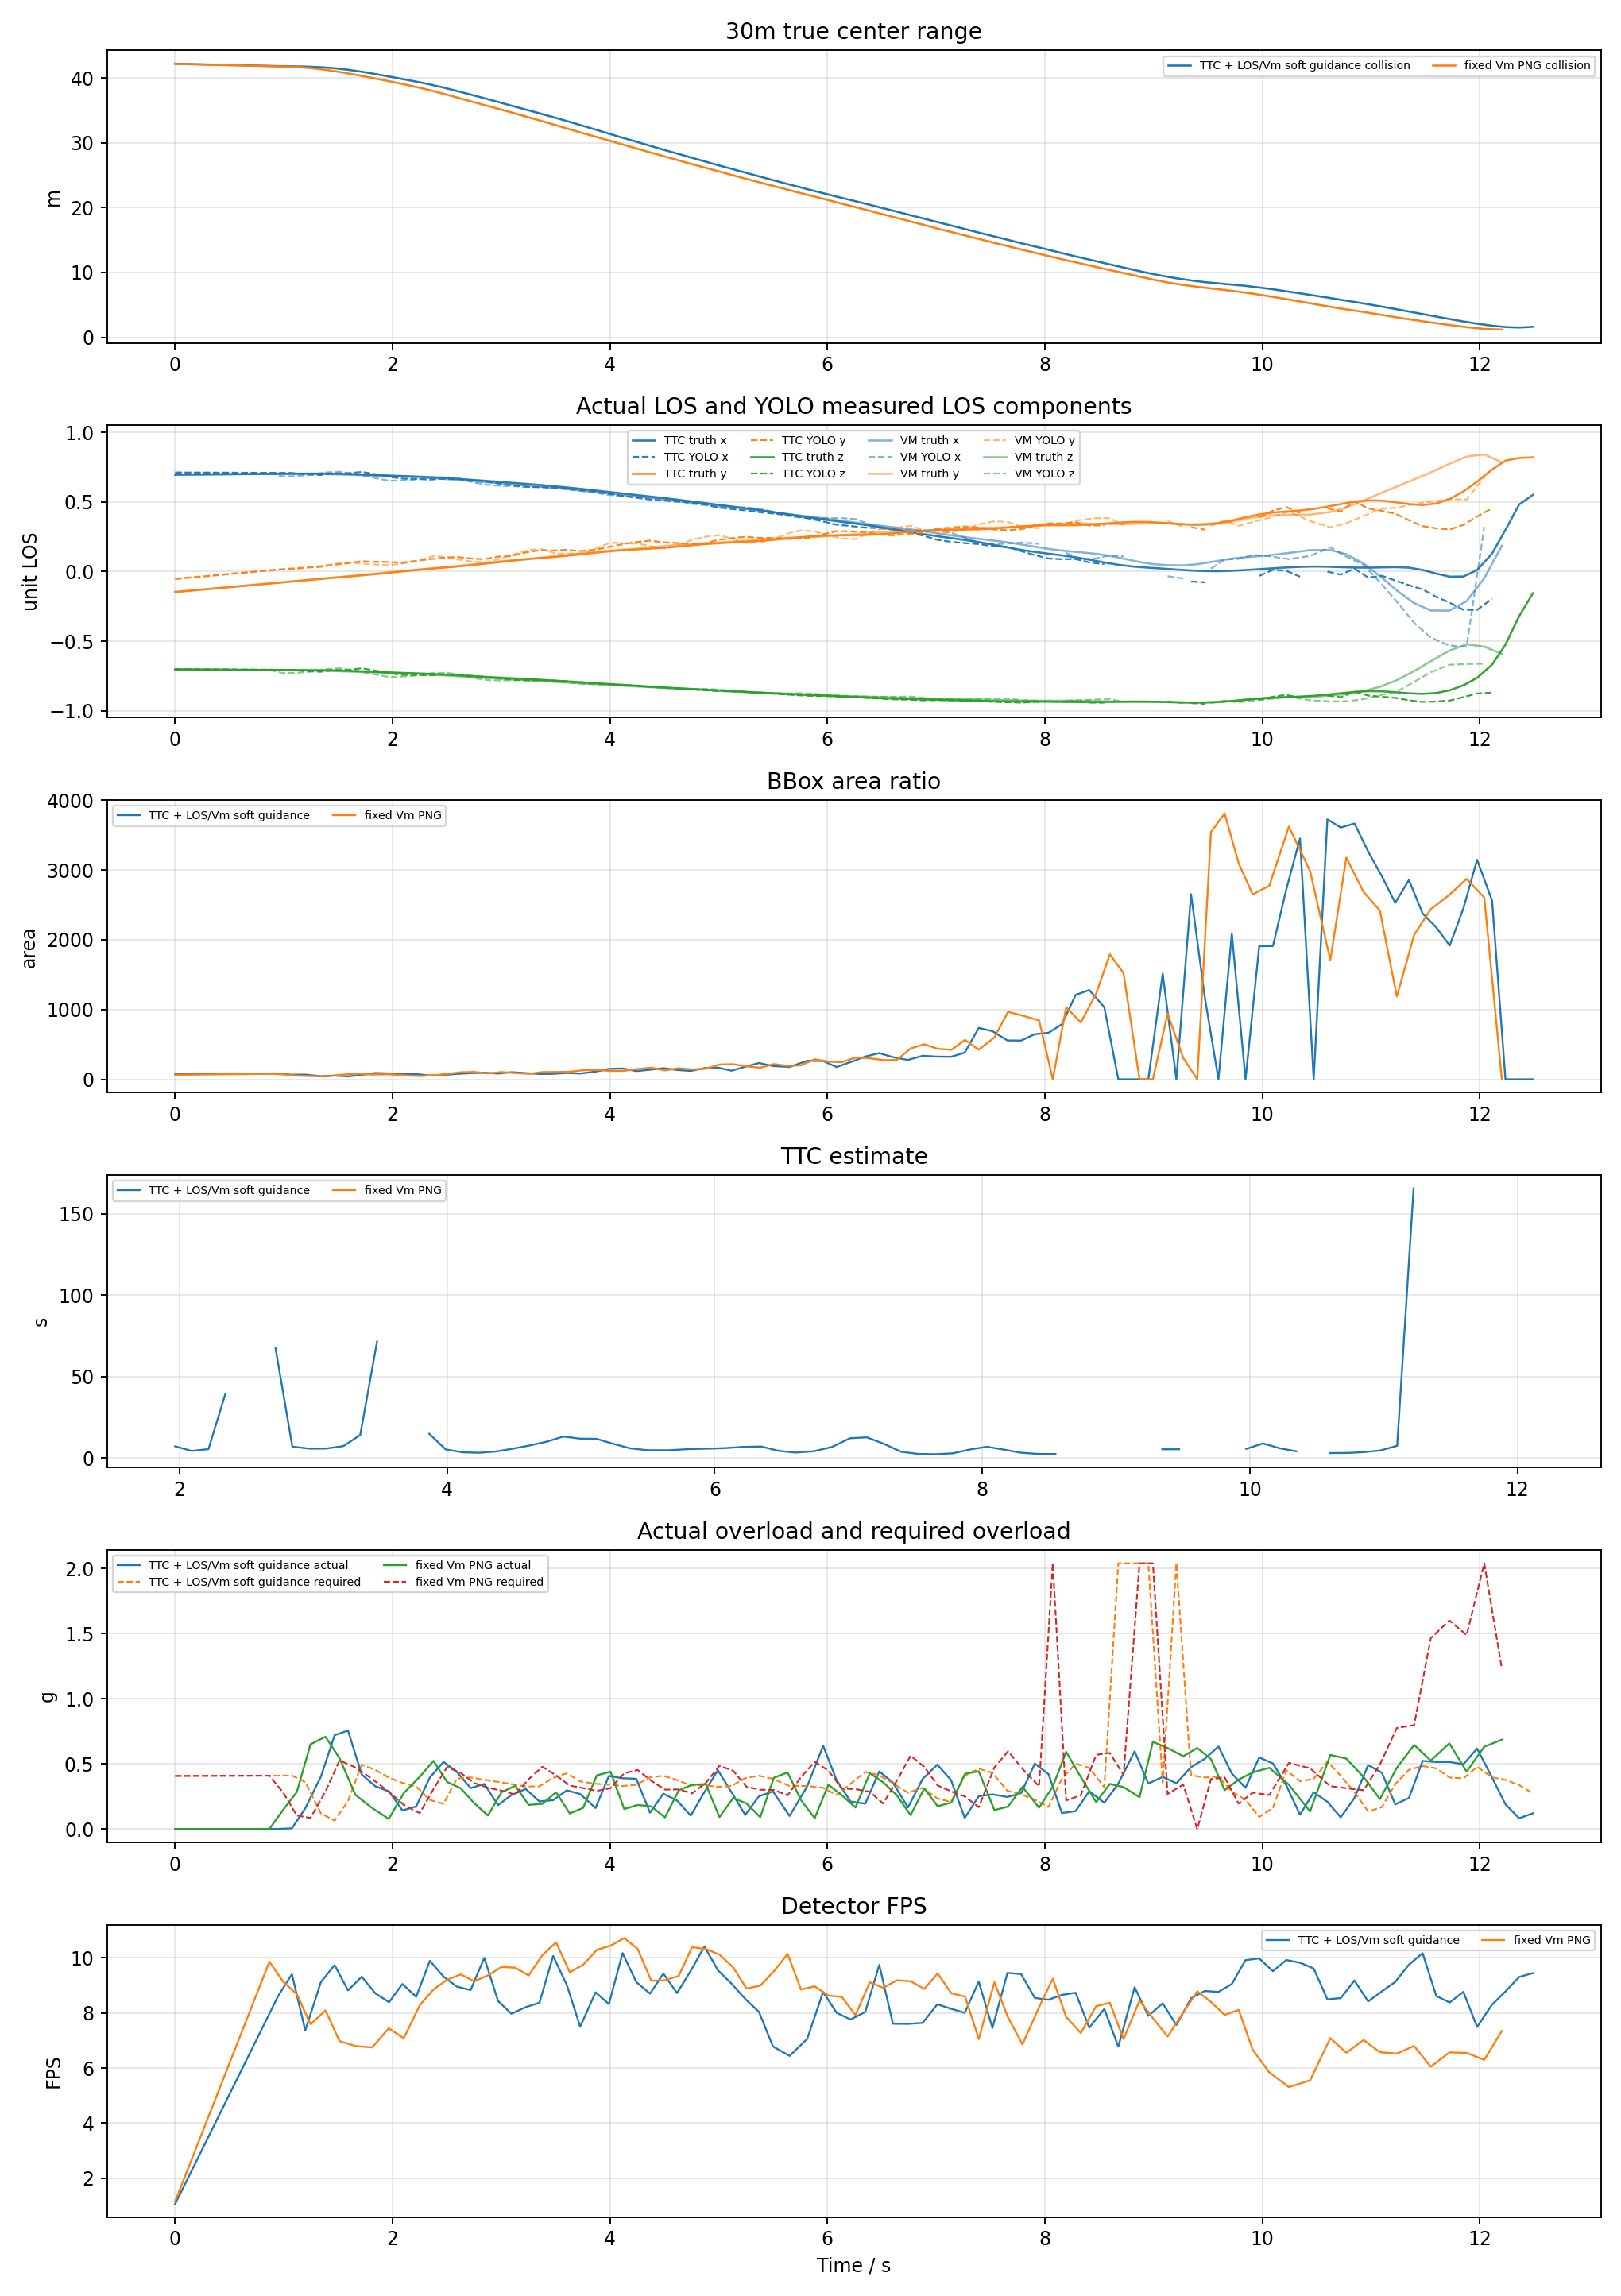 30m true center range
TTC + LOS/Vm soft guidance collision fixed Vm PNG collision
40
30
20
10
0
m
0 2 4 6 8 10 12
Actual LOS and YOLO measured LOS components
TTC truth x TTC YOLO y VM truth x VM YOLO y
TTC YOLO x TTC truth z VM YOLO x VM truth z
TTC truth y TTC YOLO z VM truth y VM YOLO z
1.0
0.5
0.0
−0.5
−1.0
unit LOS
0 2 4 6 8 10 12
BBox area ratio
TTC + LOS/Vm soft guidance fixed Vm PNG
4000
3000
2000
1000
0
area
0 2 4 6 8 10 12
TTC estimate
TTC + LOS/Vm soft guidance fixed Vm PNG
150
100
50
0
s
2 4 6 8 10 12
Actual overload and required overload
TTC + LOS/Vm soft guidance actual fixed Vm PNG actual
TTC + LOS/Vm soft guidance required fixed Vm PNG required
2.0
1.5
1.0
0.5
0.0
g
0 2 4 6 8 10 12
Detector FPS
TTC + LOS/Vm soft guidance fixed Vm PNG
10
8
6
4
2
FPS
0 2 4 6 8 10 12
Time / s